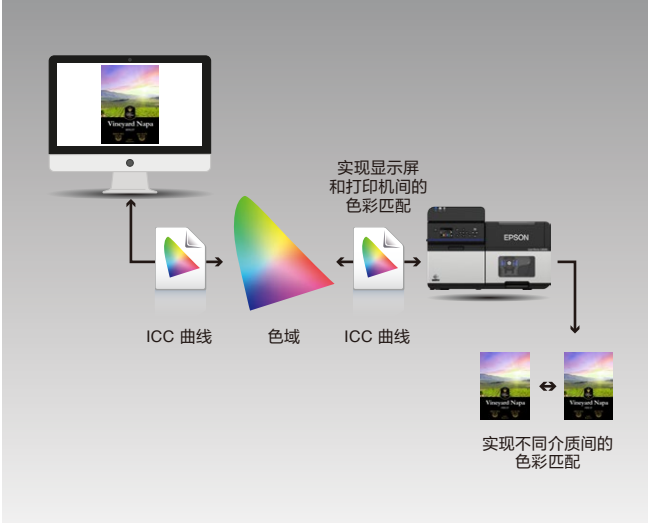 Vineyard Napa
实现显示屏
和打印机间的
色彩匹配
EPSON
ICC 曲线
色域
ICC 曲线
Vineyard Napa
Vineyard Napa
实现不同介质间的
色彩匹配